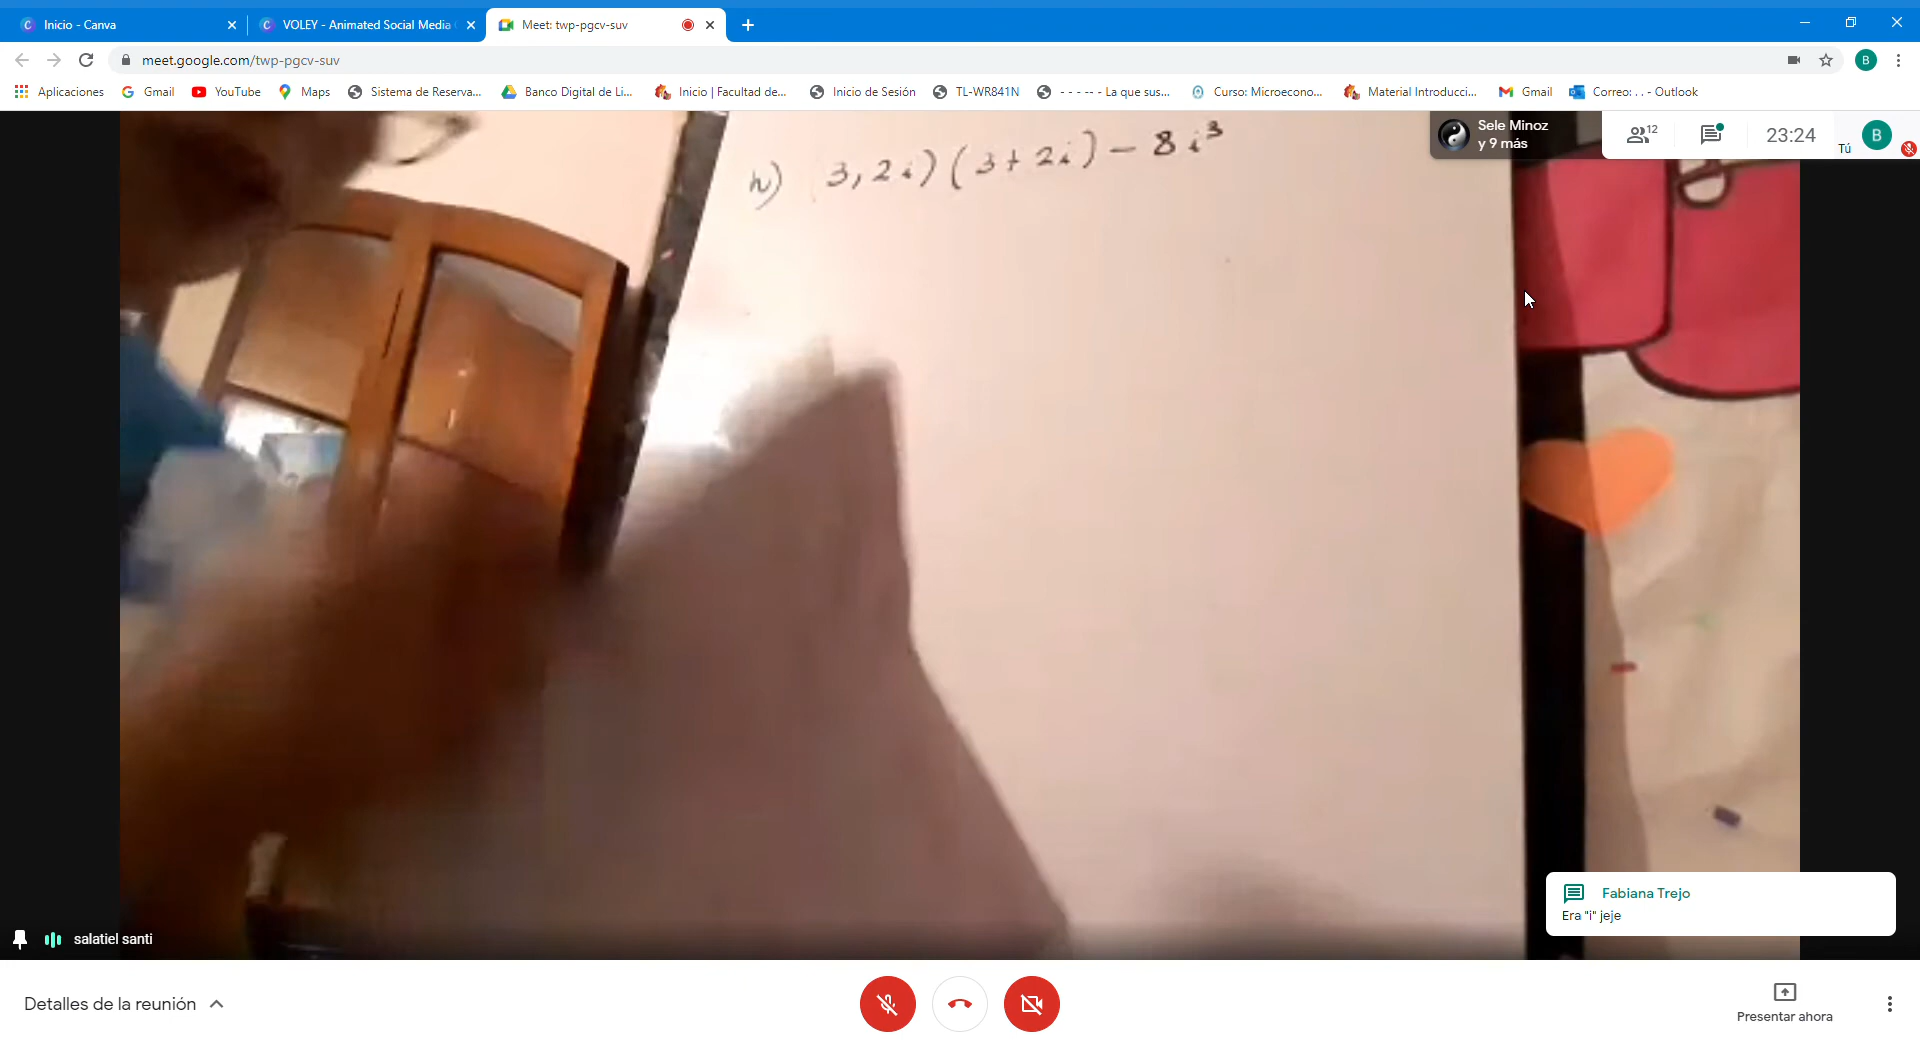 Inicio - Canva
VOLEY - Animated Social Media
Meet: twp-pgcv-suv
meet.google.com/twp-pgcv-suv
B
Aplicaciones
Gmail
YouTube
Maps
Sistema de Reserva...
Banco Digital de Li...
Inicio | Facultad de...
Inicio de Sesión
TL-WR841N
- - - -- - La que sus...
Curso: Microecono...
Material Introducci...
Gmail
Correo: . . - Outlook
h) 3,2i)(3+2i) - 8i³
Sele Minoz
y 9 más
12
23:24
Tú
B
Fabiana Trejo
Era "i" jeje
salatiel santi
Detalles de la reunión
Presentar ahora